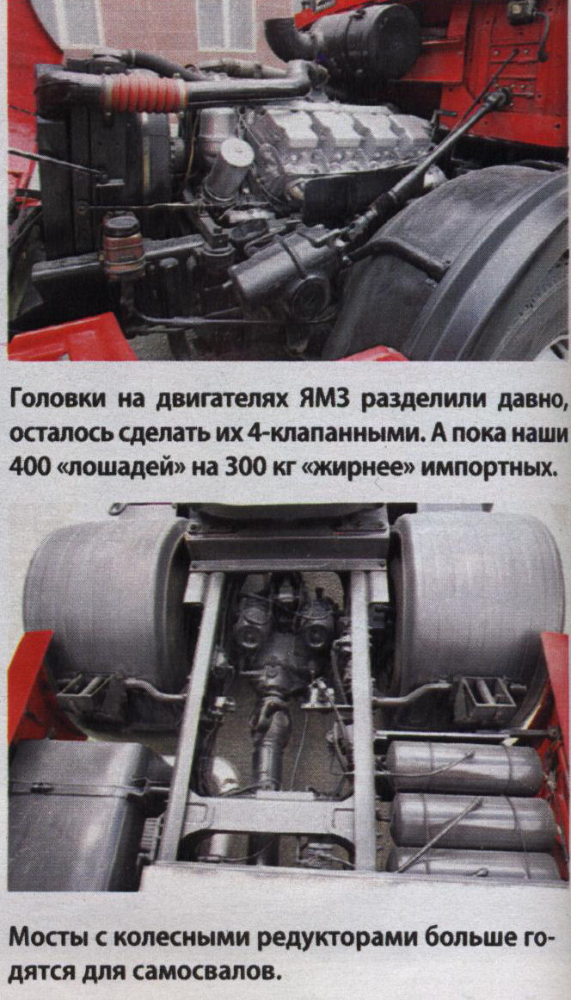 Головки на двигателях ЯМЗ разделили давно,
осталось сделать их 4-клапанными. А пока наши
400 «лошадей» на 300 кг «жирнее» импортных.
Мосты с колесными редукторами больше го-
дятся для самосвалов.